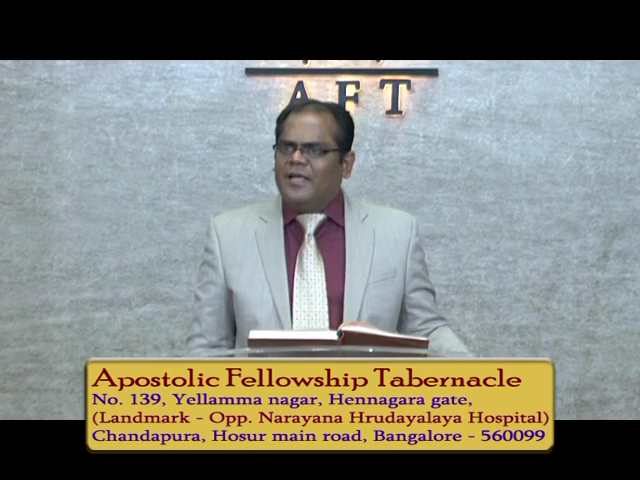 AFT
Apostolic Fellowship Tabernacle
No. 139, Yellamma nagar, Hennagara gate,
(Landmark - Opp. Narayana Hrudayalaya Hospital)
Chandapura, Hosur main road, Bangalore - 560099